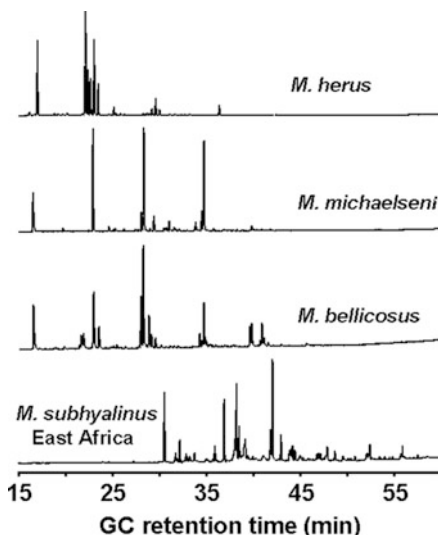 M. herus
M. michaelseni
M. bellicosus
M. subhyalinus
East Africa
15 25 35 45 55
GC retention time (min)